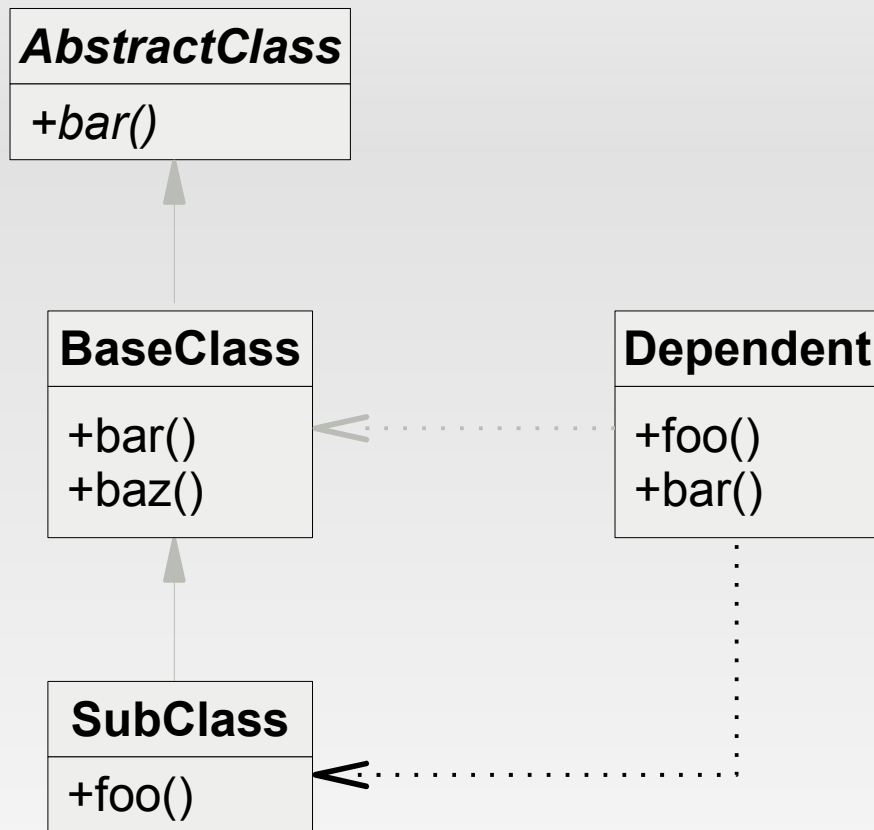 AbstractClass
+bar()
BaseClass
+bar()
+baz()
Dependent
+foo()
+bar()
SubClass
+foo()